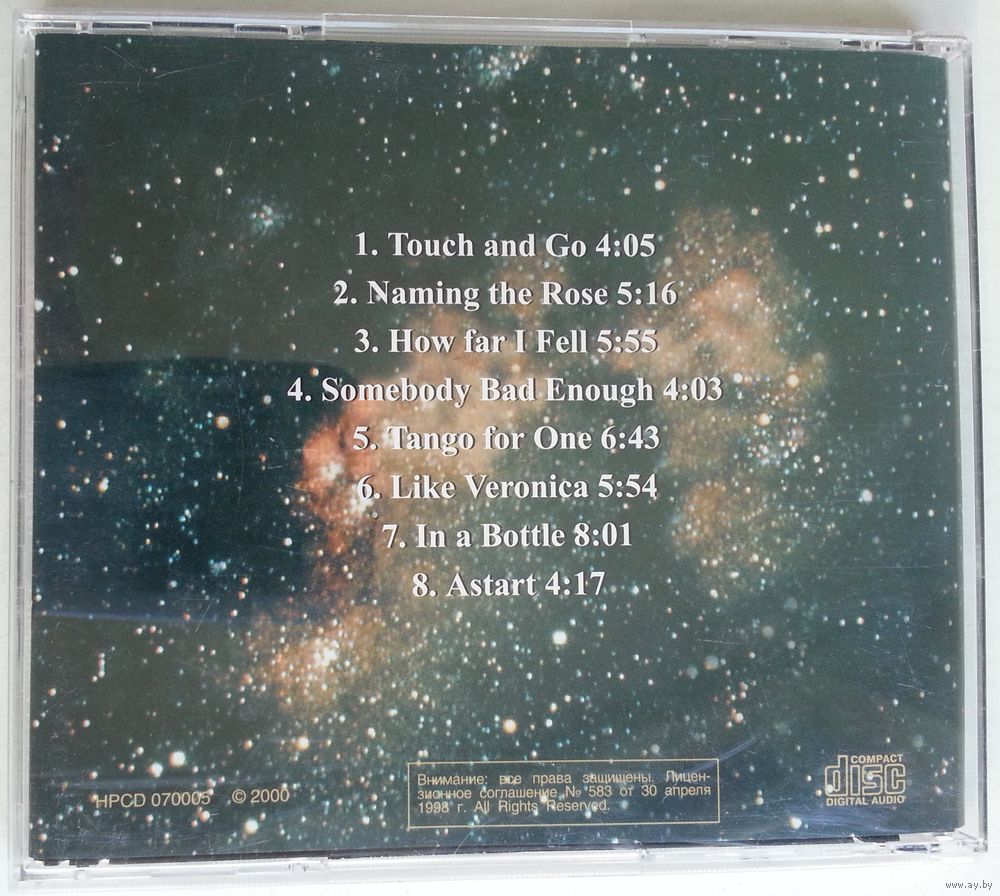 1. Touch and Go 4:05
2. Naming the Rose 5:16
3. How far I Fell 5:55
4. Somebody Bad Enough 4:03
5. Tango for One 6:43
6. Like Veronica 5:54
7. In a Bottle 8:01
8. Astart 4:17
HPCD 070005 © 2000
Внимание: все права защищены. Лицен-
зионное соглашение № 583 от 30 апреля
1998 г. All Rights Reserved.
COMPACT
disc
DIGITAL AUDIO
www.ay.by